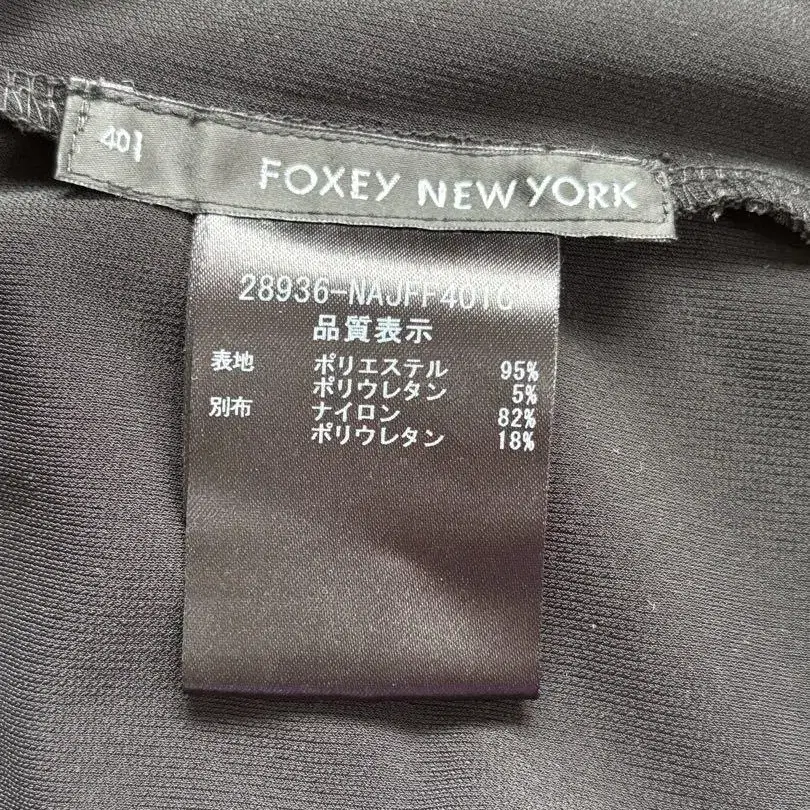 40
FOXEY NEW YORK
28936-NAJFF401C
品質表示
表地 ポリエステル 95%
ポリウレタン 5%
別布 ナイロン 82%
ポリウレタン 18%